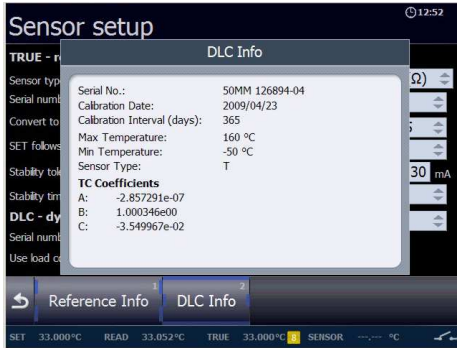 12:52
Sensor setup
DLC Info
TRUE - r
Sensor typ
Ω)
Serial numb
Convert to
SET follows
Stability tole
30 mA
Stability tim
DLC - dy
Serial numb
Use load co
Serial No.: 50MM 126894-04
Calibration Date: 2009/04/23
Calibration Interval (days): 365
Max Temperature: 160 °C
Min Temperature: -50 °C
Sensor Type: T
TC Coefficients
A: -2.857291e-07
B: 1.000346e00
C: -3.549967e-02
1
Reference Info
2
DLC Info
SET 33.000°C READ 33.052°C TRUE 33.000°C 8 SENSOR ---.--- °C